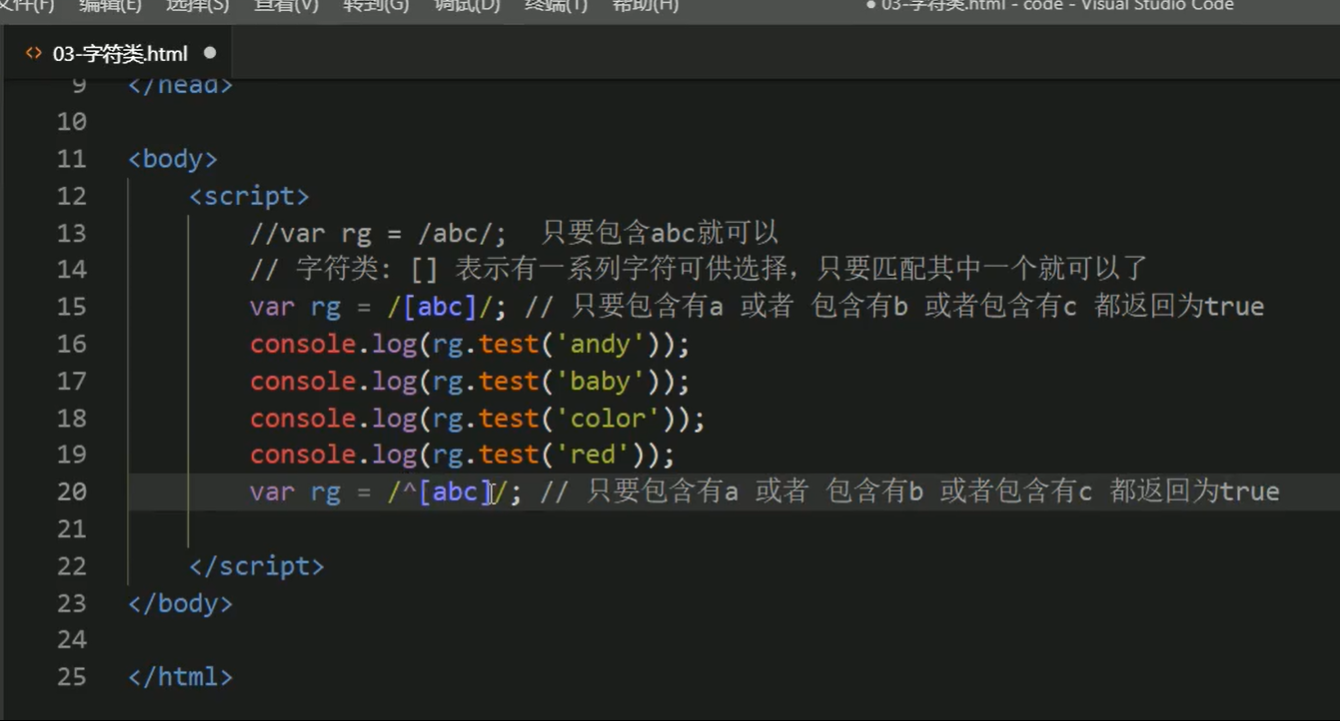 文件(F) 编辑(E) 选择(S) 查看(V) 转到(G) 调试(D) 终端(T) 帮助(H) ● 03-字符类.html - code - Visual Studio Code
<> 03-字符类.html ●
9 </head>
10
11 <body>
12 <script>
13 //var rg = /abc/; 只要包含abc就可以
14 // 字符类: [] 表示有一系列字符可供选择，只要匹配其中一个就可以了
15 var rg = /[abc]/; // 只要包含有a 或者 包含有b 或者包含有c 都返回为true
16 console.log(rg.test('andy'));
17 console.log(rg.test('baby'));
18 console.log(rg.test('color'));
19 console.log(rg.test('red'));
20 var rg = /^[abc]/; // 只要包含有a 或者 包含有b 或者包含有c 都返回为true
21
22 </script>
23 </body>
24
25 </html>